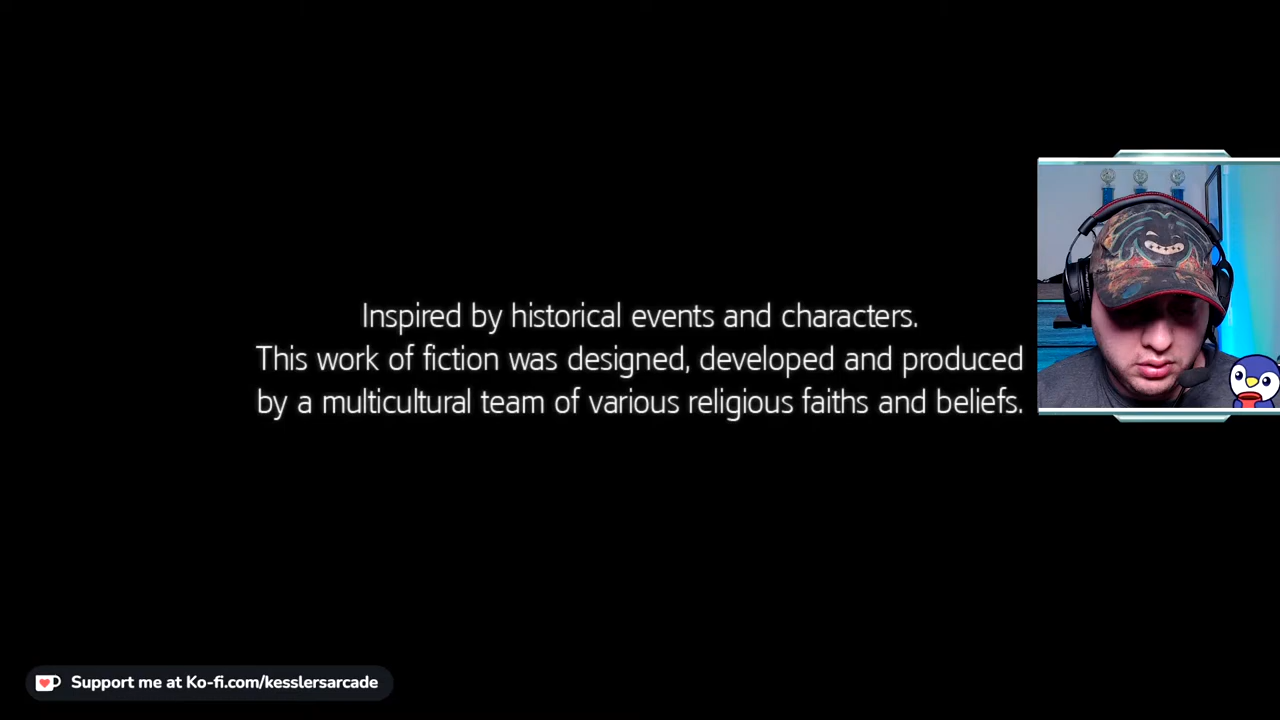 Inspired by historical events and characters.
This work of fiction was designed, developed and produced
by a multicultural team of various religious faiths and beliefs.
Support me at Ko-fi.com/kesslersarcade